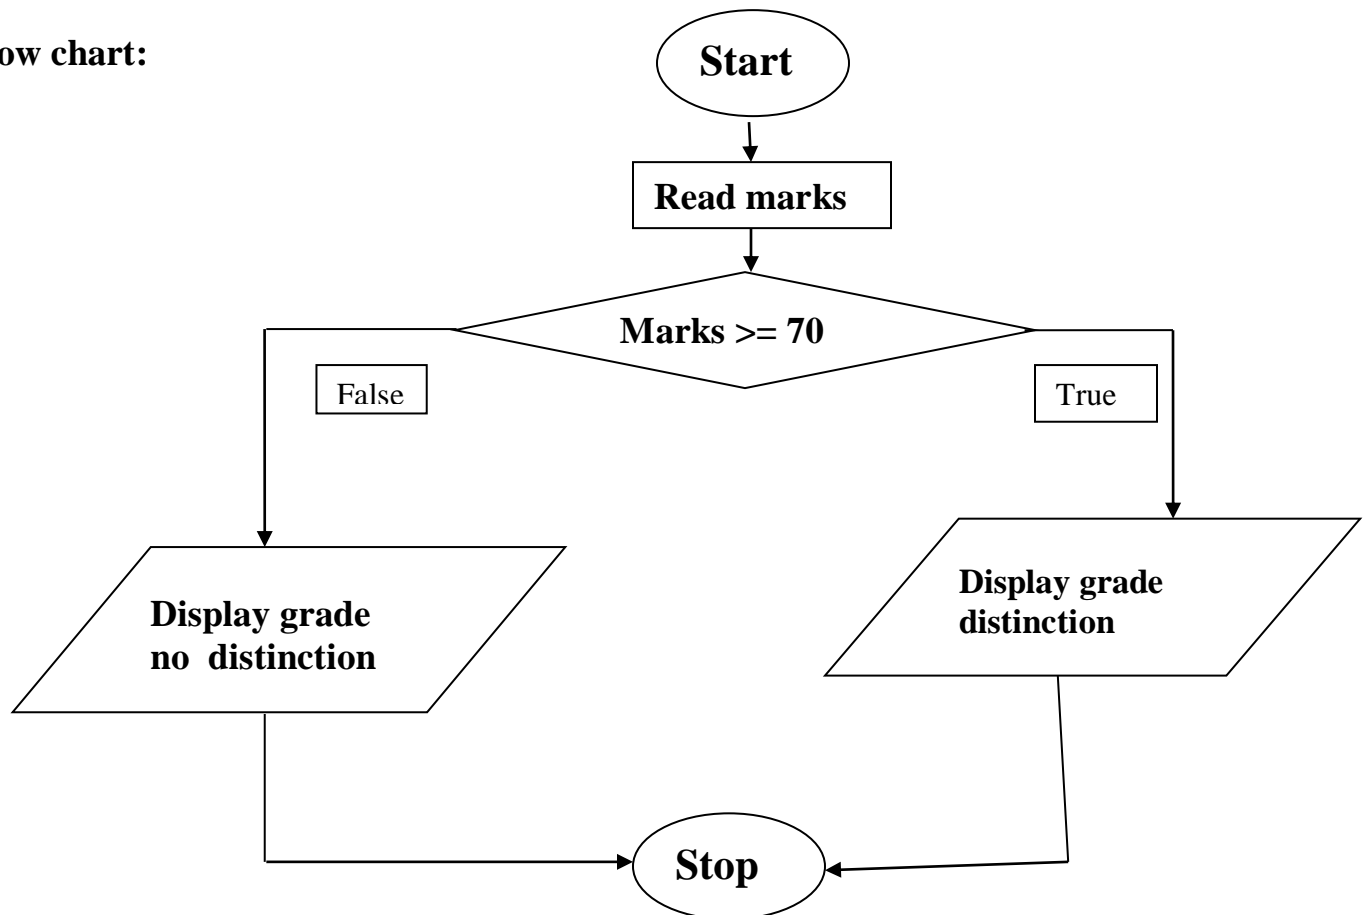 ow chart:
Start
Read marks
Marks >= 70
False
True
Display grade
distinction
Display grade
no distinction
Stop